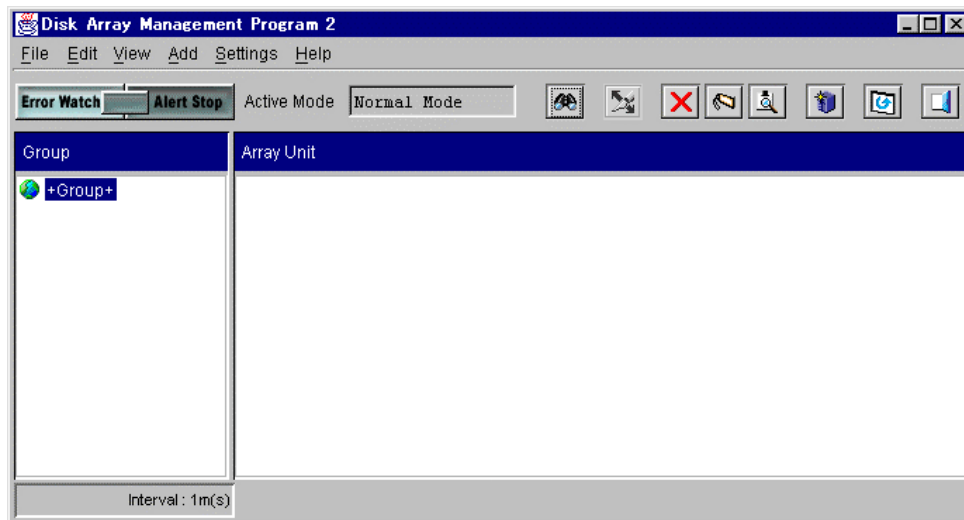 Disk Array Management Program 2
File Edit View Add Settings Help
Error Watch Alert Stop Active Mode Normal Mode
Group Array Unit
+Group+
Interval : 1m(s)